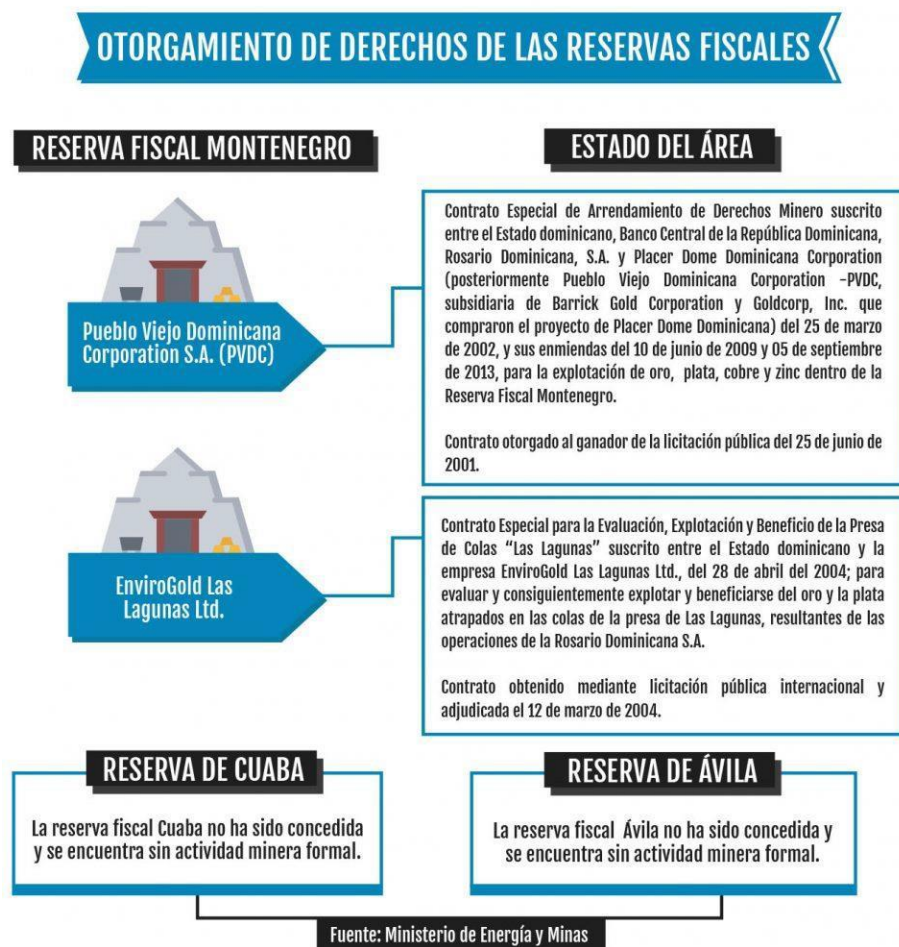 OTORGAMIENTO DE DERECHOS DE LAS RESERVAS FISCALES
RESERVA FISCAL MONTENEGRO
ESTADO DEL ÁREA
Pueblo Viejo Dominicana
Corporation S.A. (PVDC)
Contrato Especial de Arrendamiento de Derechos Minero suscrito
entre el Estado dominicano, Banco Central de la República Dominicana,
Rosario Dominicana, S.A. y Placer Dome Dominicana Corporation
(posteriormente Pueblo Viejo Dominicana Corporation -PVDC,
subsidiaria de Barrick Gold Corporation y Goldcorp, Inc. que
compraron el proyecto de Placer Dome Dominicana) del 25 de marzo
de 2002, y sus enmiendas del 10 de junio de 2009 y 05 de septiembre
de 2013, para la explotación de oro, plata, cobre y zinc dentro de la
Reserva Fiscal Montenegro.
Contrato otorgado al ganador de la licitación pública del 25 de junio de
2001.
EnviroGold Las
Lagunas Ltd.
Contrato Especial para la Evaluación, Explotación y Beneficio de la Presa
de Colas “Las Lagunas” suscrito entre el Estado dominicano y la
empresa EnviroGold Las Lagunas Ltd., del 28 de abril del 2004; para
evaluar y consiguientemente explotar y beneficiarse del oro y la plata
atrapados en las colas de la presa de Las Lagunas, resultantes de las
operaciones de la Rosario Dominicana S.A.
Contrato obtenido mediante licitación pública internacional y
adjudicada el 12 de marzo de 2004.
RESERVA DE CUABA
La reserva fiscal Cuaba no ha sido concedida
y se encuentra sin actividad minera formal.
RESERVA DE ÁVILA
La reserva fiscal Ávila no ha sido concedida y
se encuentra sin actividad minera formal.
Fuente: Ministerio de Energía y Minas